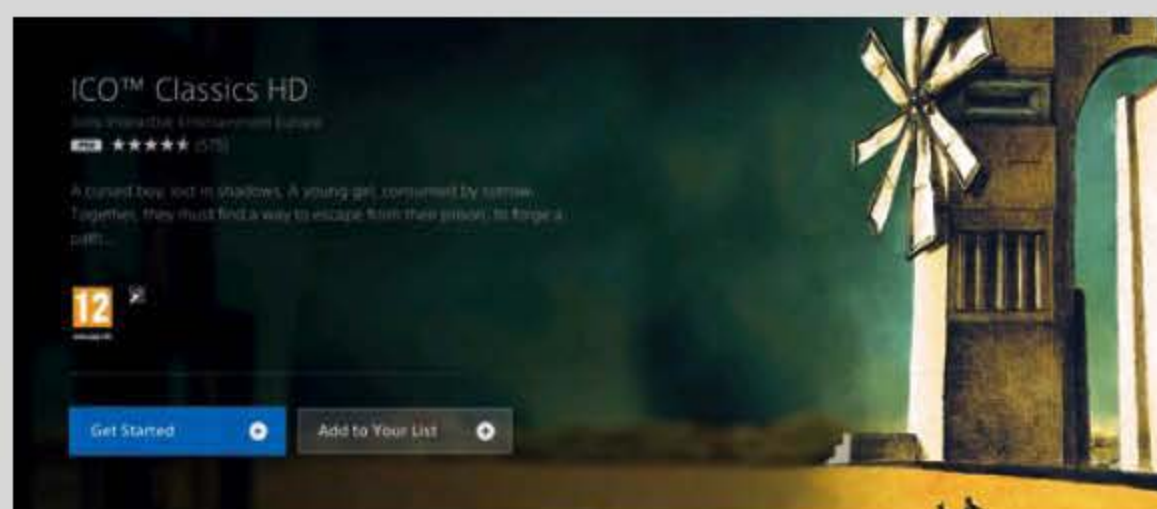 ICO™ Classics HD
Sony Interactive Entertainment Europe
PS3 (575)
A cursed boy, lost in shadows. A young girl, consumed by sorrow.
Together, they must find a way to escape from their prison, to forge a
path...
12
Get Started
Add to Your List